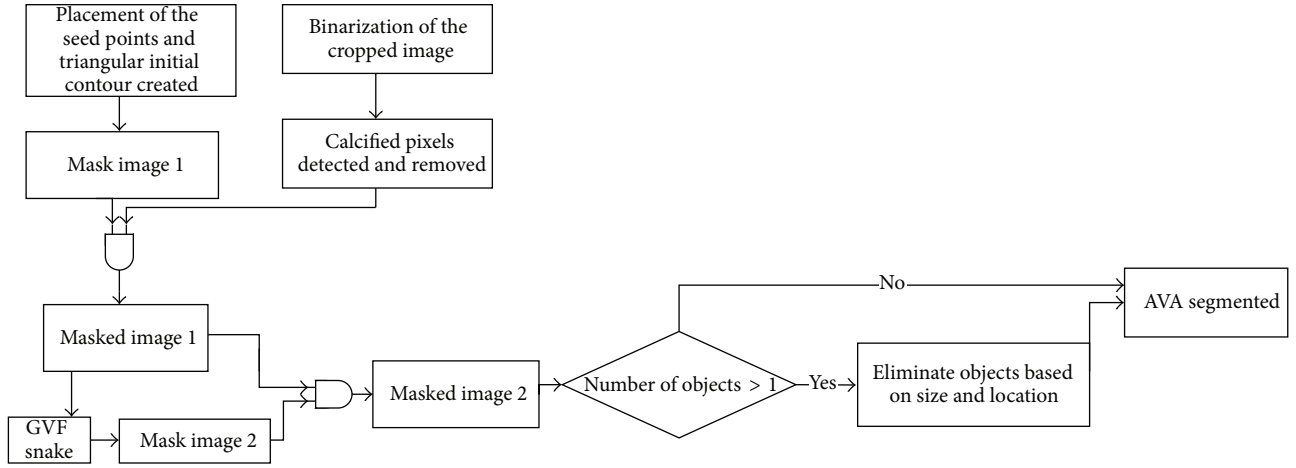 Placement of the
seed points and
triangular initial
contour created
Binarization of the
cropped image
Mask image 1
Calcified pixels
detected and removed
Masked image 1
GVF
snake
Mask image 2
Masked image 2
Number of objects > 1
No
Yes
Eliminate objects based
on size and location
AVA segmented